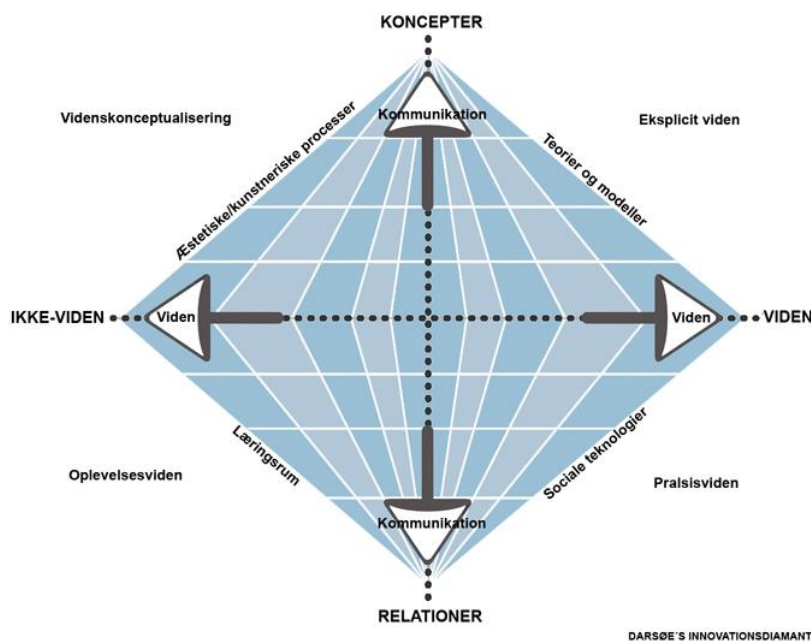 KONCEPTER
Videnskonceptualisering
Kommunikation
Eksplicit viden
Æstetiske/kunstneriske processer
Teorier og modeller
IKKE-VIDEN
Viden
Viden
VIDEN
Læringsrum
Sociale teknologier
Oplevelsesviden
Pralsisviden
Kommunikation
RELATIONER
DARSØE´S INNOVATIONSDIAMANT